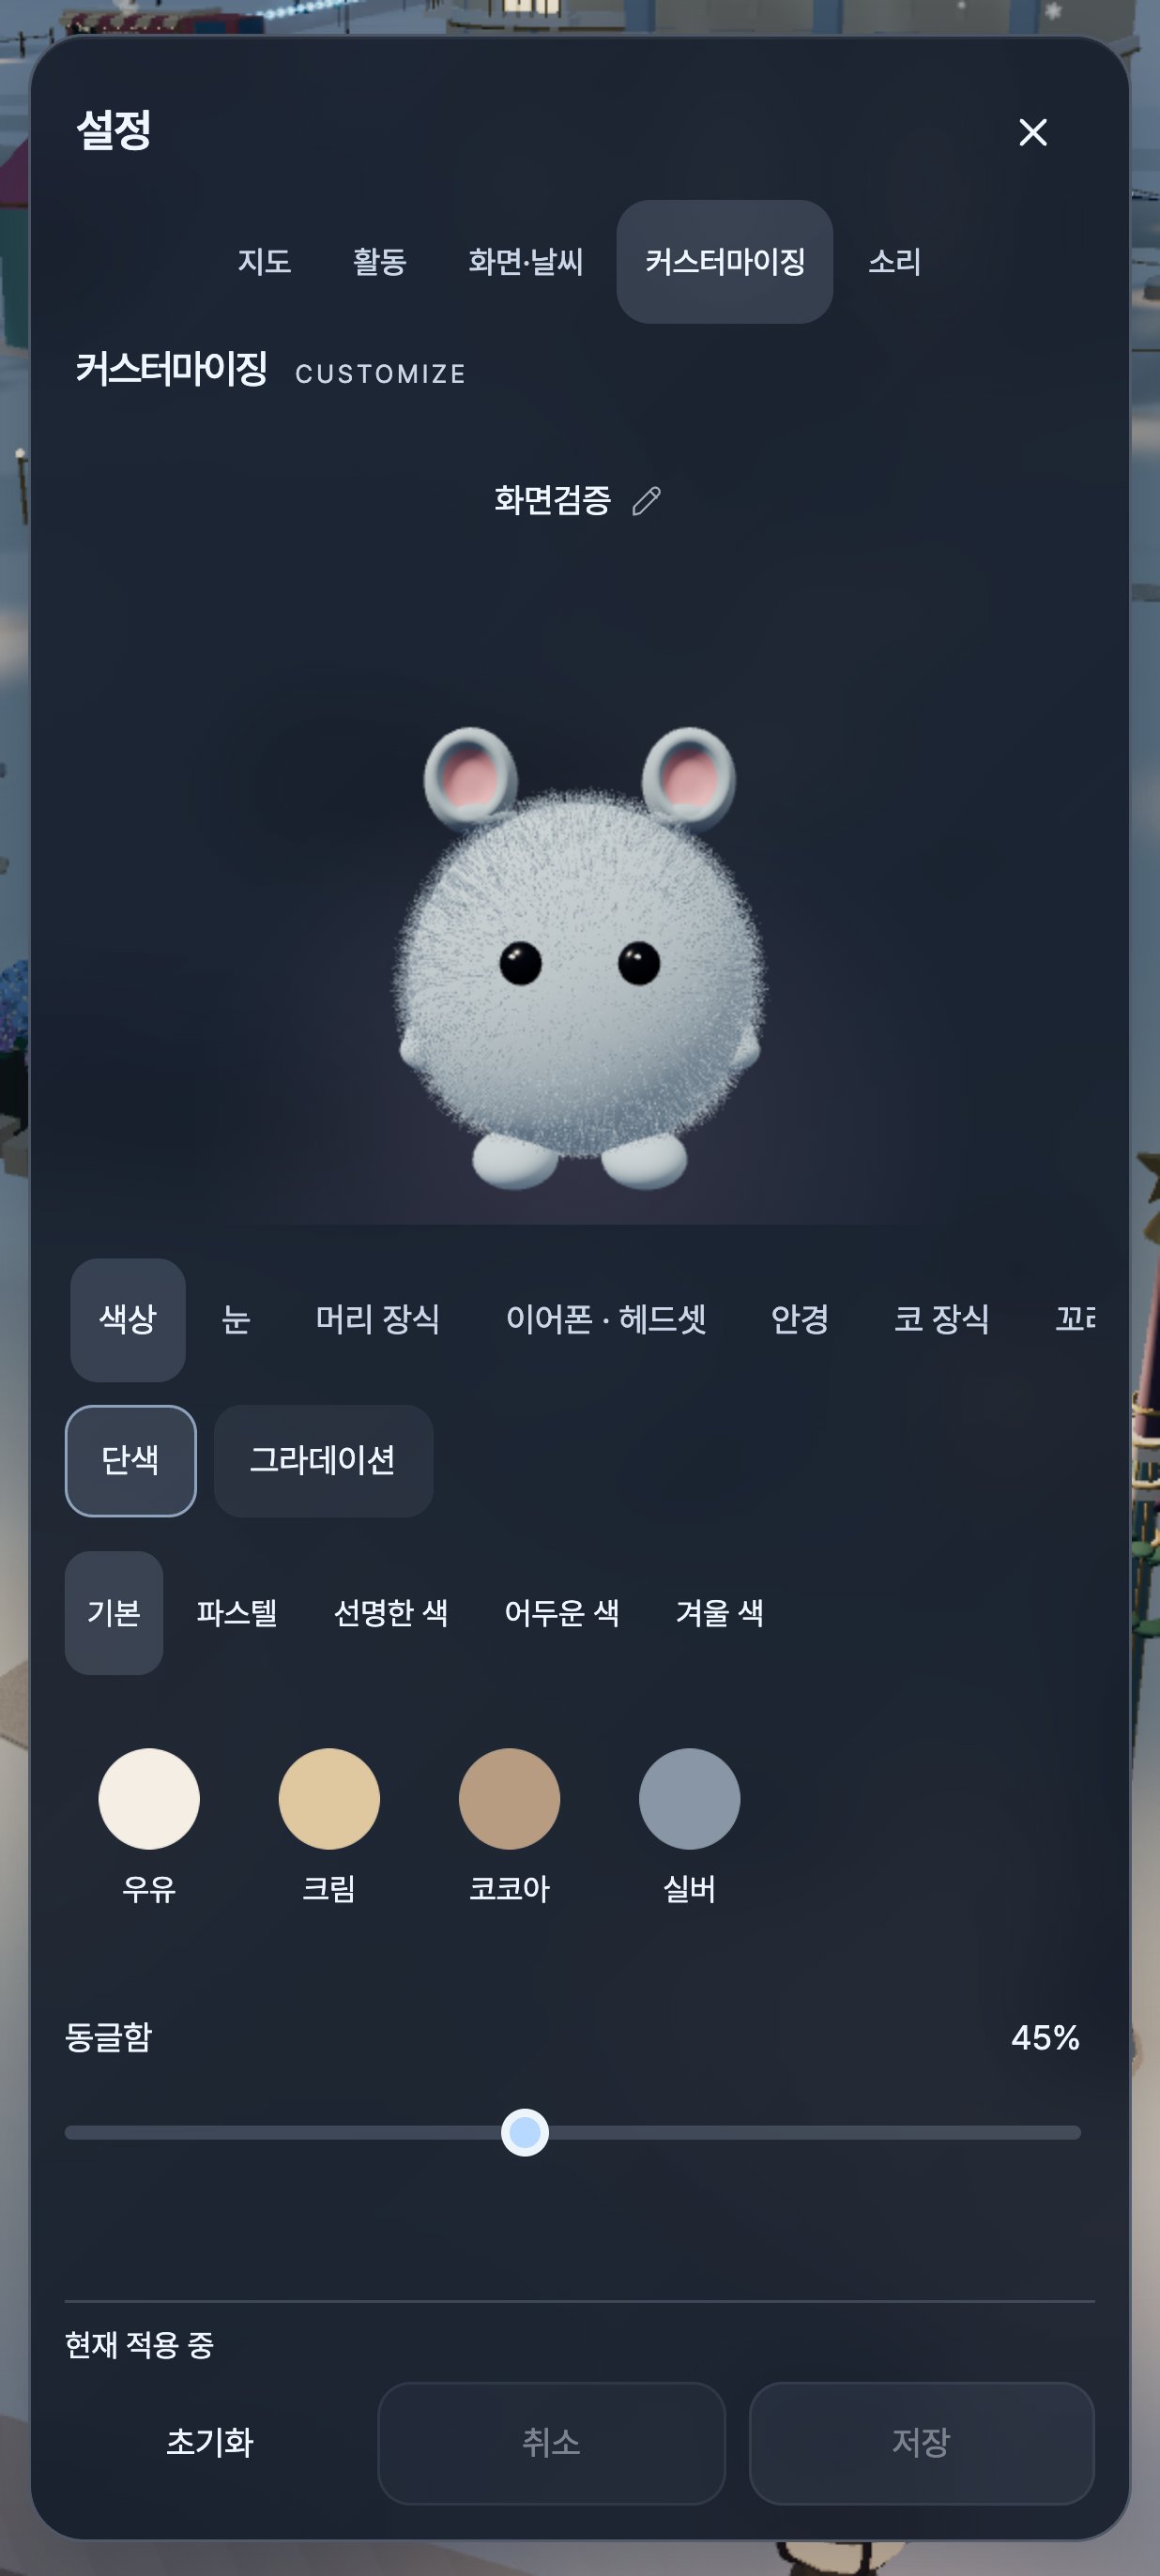 설정
지도 활동 화면·날씨 커스터마이징 소리
커스터마이징 CUSTOMIZE
화면검증
색상 눈 머리 장식 이어폰 · 헤드셋 안경 코 장식
단색 그라데이션
기본 파스텔 선명한 색 어두운 색 겨울 색
우유 크림 코코아 실버
동글함 45%
현재 적용 중
초기화 취소 저장